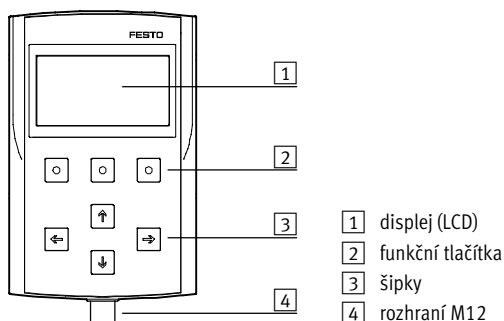 FESTO
1
2
3
4
1 displej (LCD)
2 funkční tlačítka
3 šipky
4 rozhraní M12